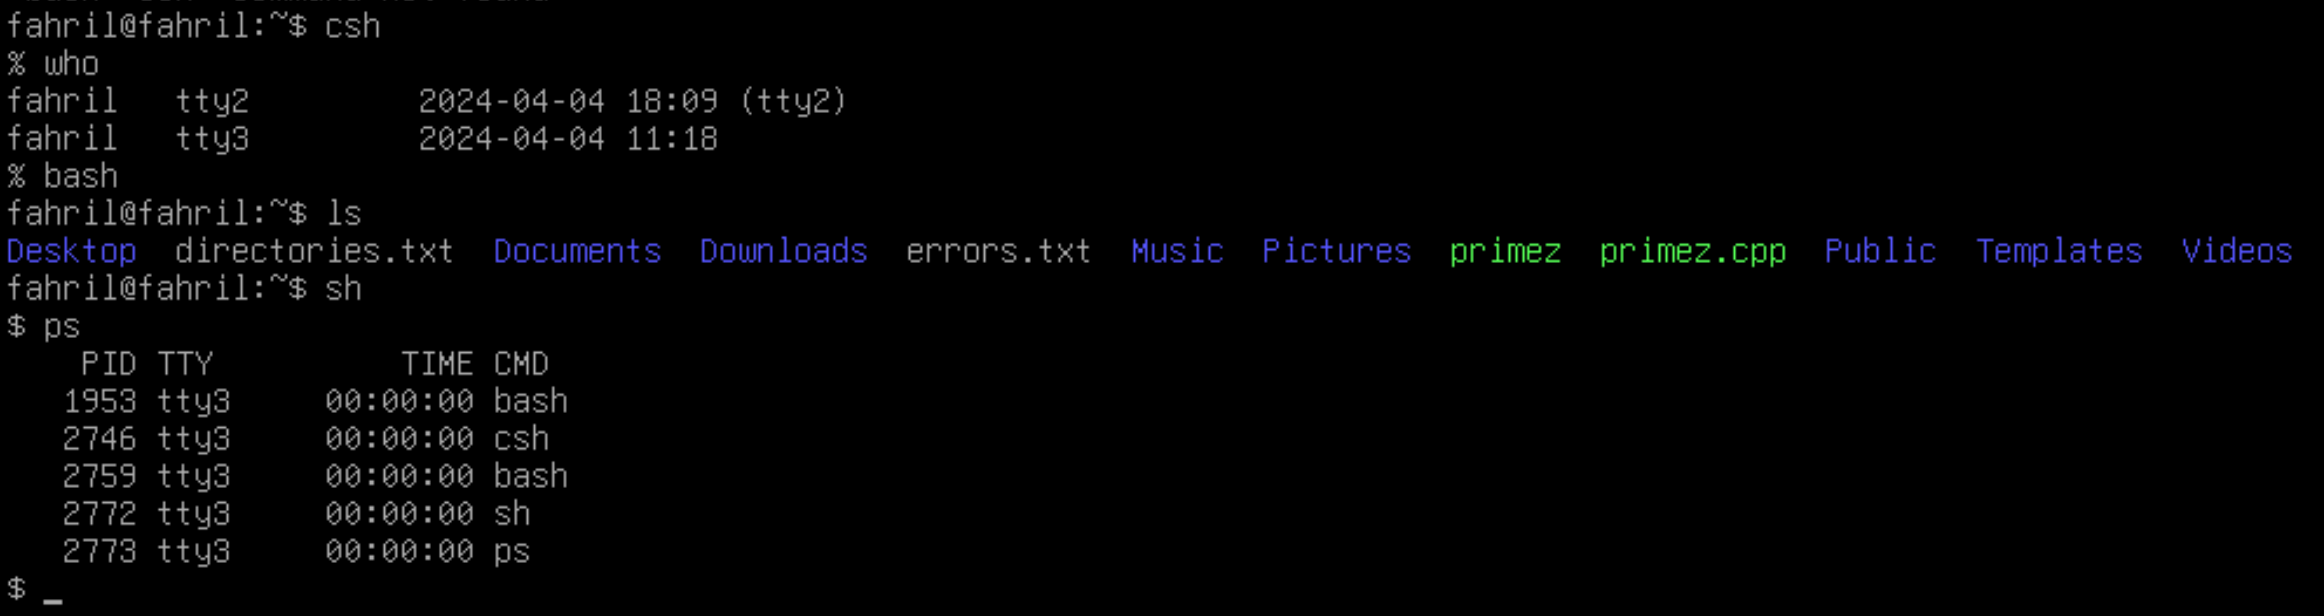 fahril@fahril:~$ csh
% who
fahril   tty2         2024-04-04 18:09 (tty2)
fahril   tty3         2024-04-04 11:18
% bash
fahril@fahril:~$ ls
Desktop  directories.txt  Documents  Downloads  errors.txt  Music  Pictures  primez  primez.cpp  Public  Templates  Videos
fahril@fahril:~$ sh
$ ps
    PID TTY          TIME CMD
   1953 tty3     00:00:00 bash
   2746 tty3     00:00:00 csh
   2759 tty3     00:00:00 bash
   2772 tty3     00:00:00 sh
   2773 tty3     00:00:00 ps
$ _